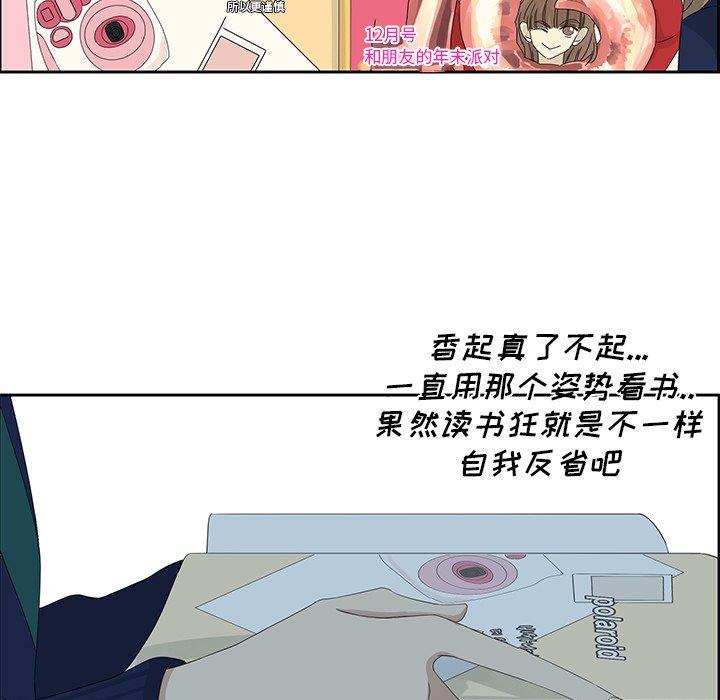 所以更谨慎
12月号
和朋友的年末派对
香起真了不起...
一直用那个姿势看书..
果然读书狂就是不一样
自我反省吧
polaroid